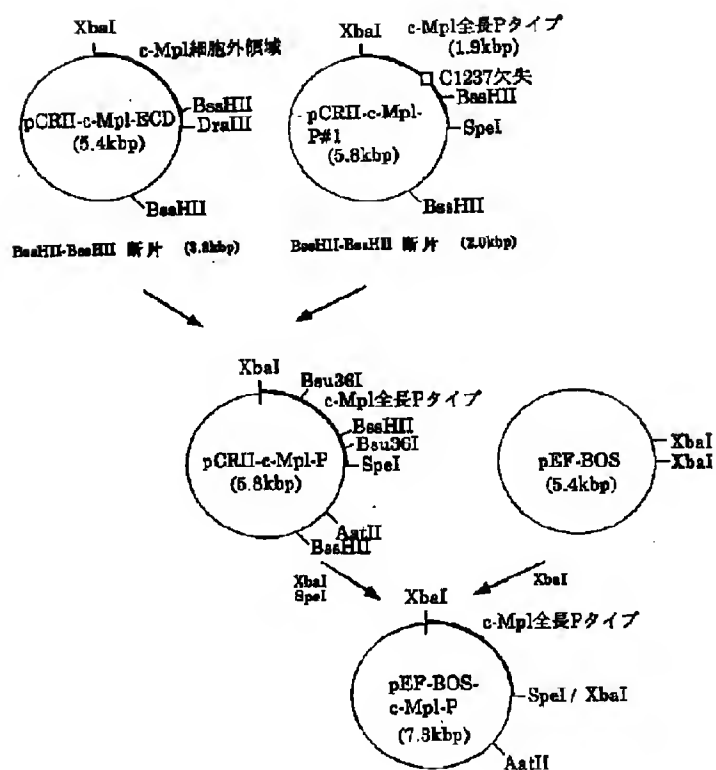 XbaI
c-Mpl細胞外領域
BssHII
DraIII
pCRII-c-Mpl-ECD
(5.4kbp)
BssHII
BssHII-BssHII 断片 (3.8kbp)
XbaI
c-Mpl全長Pタイプ
(1.9kbp)
C1237欠失
BssHII
pCRII-c-Mpl-
P#1
(5.8kbp)
SpeI
BssHII
BssHII-BssHII 断片 (2.0kbp)
XbaI
Bsu36I
c-Mpl全長Pタイプ
BssHII
Bsu36I
SpeI
pCRII-c-Mpl-P
(5.8kbp)
AatII
BssHII
XbaI
XbaI
pEF-BOS
(5.4kbp)
XbaI
SpeI
XbaI
XbaI
c-Mpl全長Pタイプ
pEF-BOS-
c-Mpl-P
(7.3kbp)
SpeI / XbaI
AatII